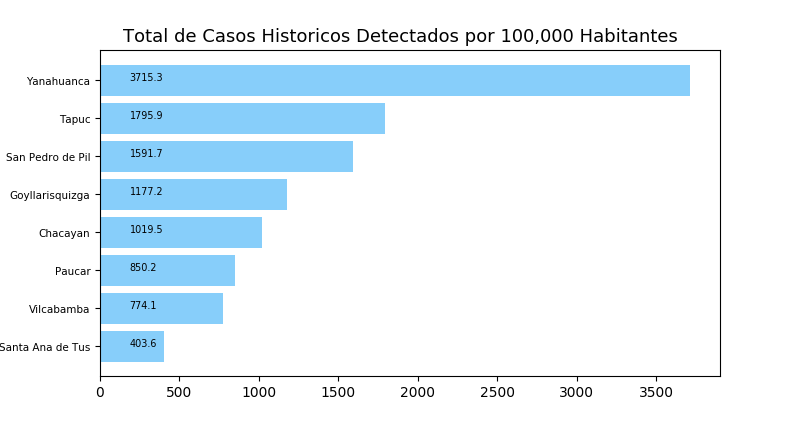 Total de Casos Historicos Detectados por 100,000 Habitantes
Yanahuanca 3715.3
Tapuc 1795.9
San Pedro de Pil 1591.7
Goyllarisquizga 1177.2
Chacayan 1019.5
Paucar 850.2
Vilcabamba 774.1
Santa Ana de Tus 403.6
0 500 1000 1500 2000 2500 3000 3500